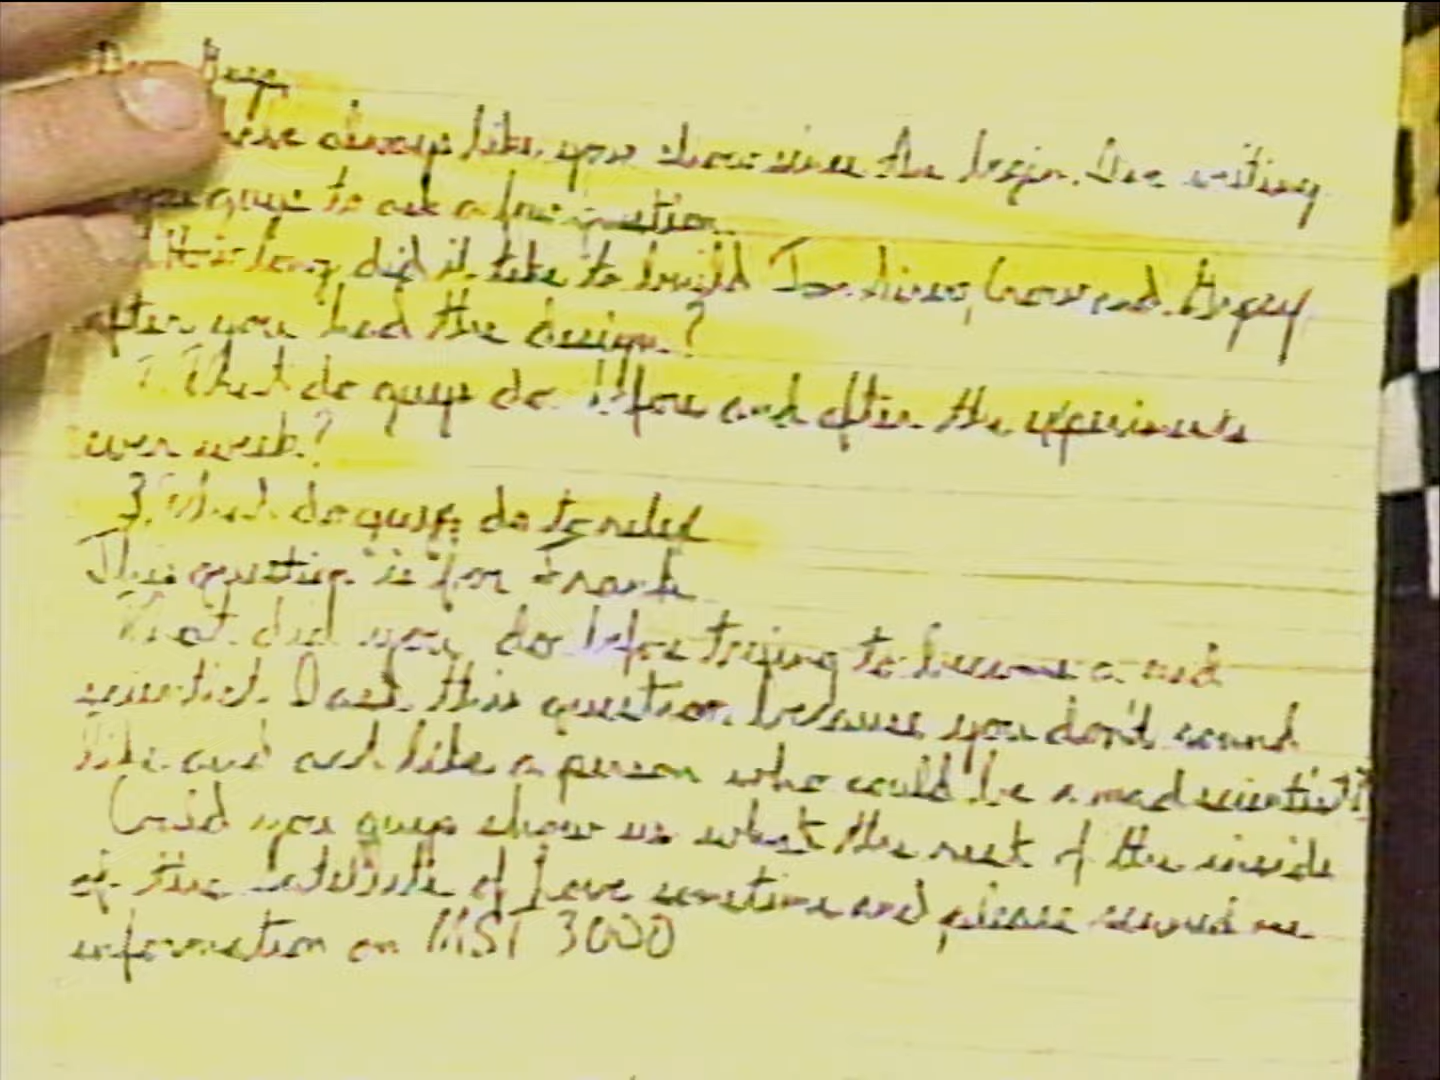 have always like your show since the begin. I'm writing
you guys to ask a few question.
How long did it take to build Tom Servo, Crow and Gypsy
after you had the design?
2. What do guys do before and after the experiments
ever week?
3. What do guys do to relax
This question is for Frank
What did you do before trying to become a mad
scientist. I ask this question because you don't sound
like and act like a person who could be a mad scientist?
Could you guys show us what the rest of the inside
of the Satellite of Love sometime and please send me
information on MST 3000